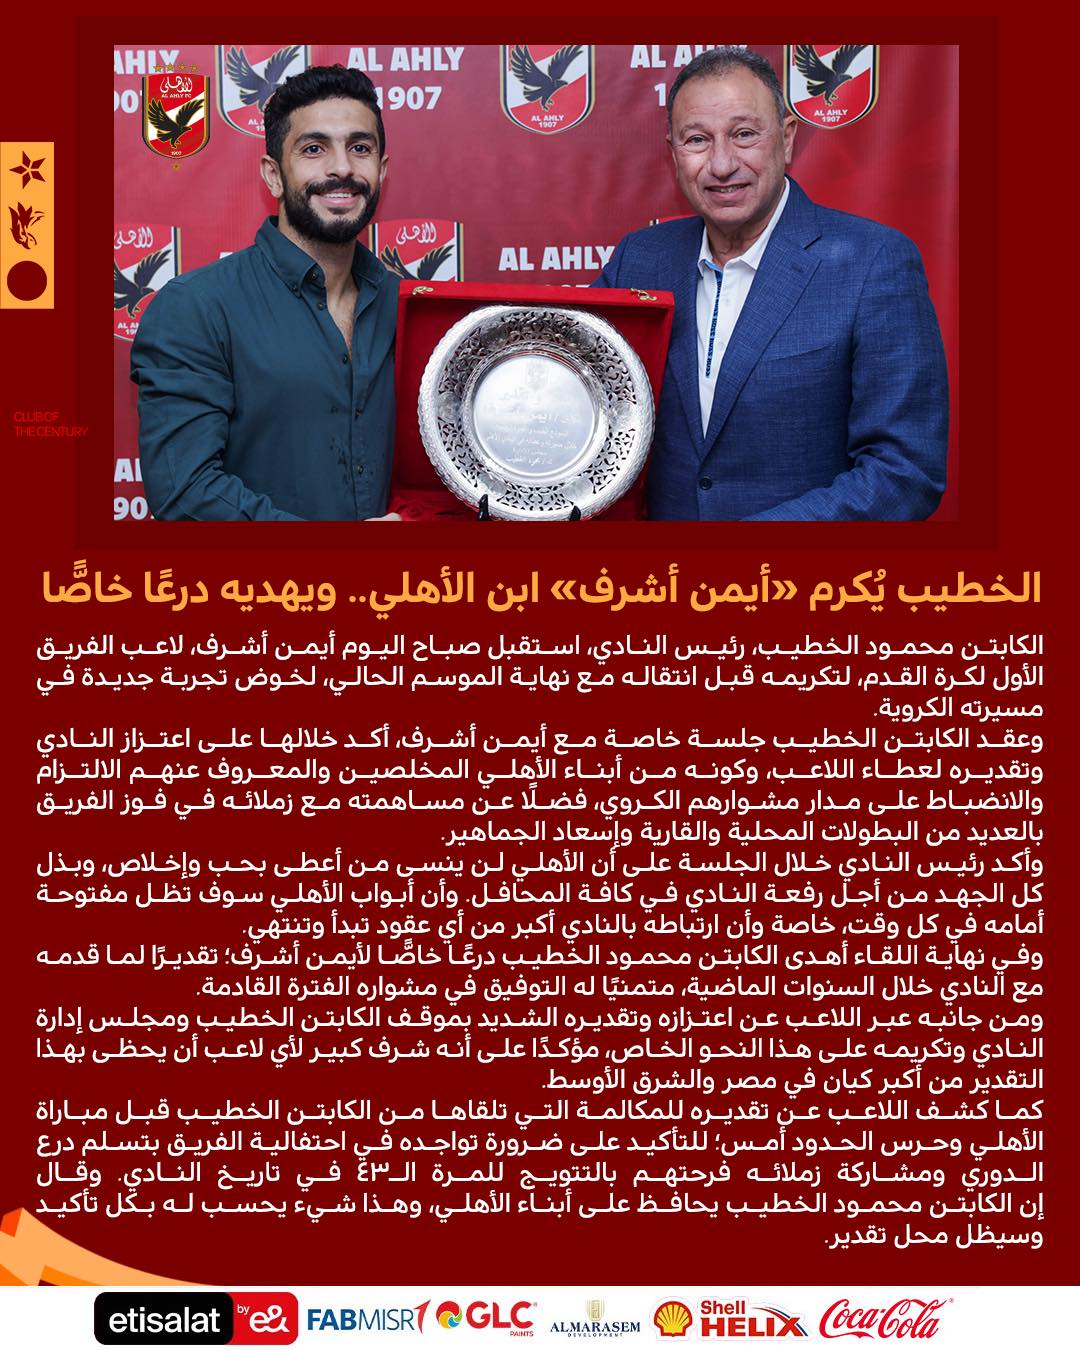 AL AHLY
1907
AL AHLY
الأهلي
AL AHLY FC
1907
AL AHLY
1907
AL AHLY
1907
CLUB OF
THE CENTURY
الخطيب يُكرم «أيمن أشرف» ابن الأهلي.. ويهديه درعًا خاصًّا
الكابتن محمود الخطيب، رئيس النادي، استقبل صباح اليوم أيمن أشرف، لاعب الفريق
الأول لكرة القدم، لتكريمه قبل انتقاله مع نهاية الموسم الحالي، لخوض تجربة جديدة في
مسيرته الكروية.
وعقد الكابتن الخطيب جلسة خاصة مع أيمن أشرف، أكد خلالها على اعتزاز النادي
وتقديره لعطاء اللاعب، وكونه من أبناء الأهلي المخلصين والمعروف عنهم الالتزام
والانضباط على مدار مشوارهم الكروي، فضلًا عن مساهمته مع زملائه في فوز الفريق
بالعديد من البطولات المحلية والقارية وإسعاد الجماهير.
وأكد رئيس النادي خلال الجلسة على أن الأهلي لن ينسى من أعطى بحب وإخلاص، وبذل
كل الجهد من أجل رفعة النادي في كافة المحافل. وأن أبواب الأهلي سوف تظل مفتوحة
أمامه في كل وقت، خاصة وأن ارتباطه بالنادي أكبر من أي عقود تبدأ وتنتهي.
وفي نهاية اللقاء أهدى الكابتن محمود الخطيب درعًا خاصًّا لأيمن أشرف؛ تقديرًا لما قدمه
مع النادي خلال السنوات الماضية، متمنيًا له التوفيق في مشواره الفترة القادمة.
ومن جانبه عبر اللاعب عن اعتزازه وتقديره الشديد بموقف الكابتن الخطيب ومجلس إدارة
النادي وتكريمه على هذا النحو الخاص، مؤكدًا على أنه شرف كبير لأي لاعب أن يحظى بهذا
التقدير من أكبر كيان في مصر والشرق الأوسط.
كما كشف اللاعب عن تقديره للمكالمة التي تلقاها من الكابتن الخطيب قبل مباراة
الأهلي وحرس الحدود أمس؛ للتأكيد على ضرورة تواجده في احتفالية الفريق بتسلم درع
الدوري ومشاركة زملائه فرحتهم بالتتويج للمرة الـ٤٣ في تاريخ النادي. وقال
إن الكابتن محمود الخطيب يحافظ على أبناء الأهلي، وهذا شيء يحسب له بكل تأكيد
وسيظل محل تقدير.
etisalat by e&
FABMISR
GLC
PAINTS
ALMARASEM
DEVELOPMENT
Shell
HELIX
Coca-Cola